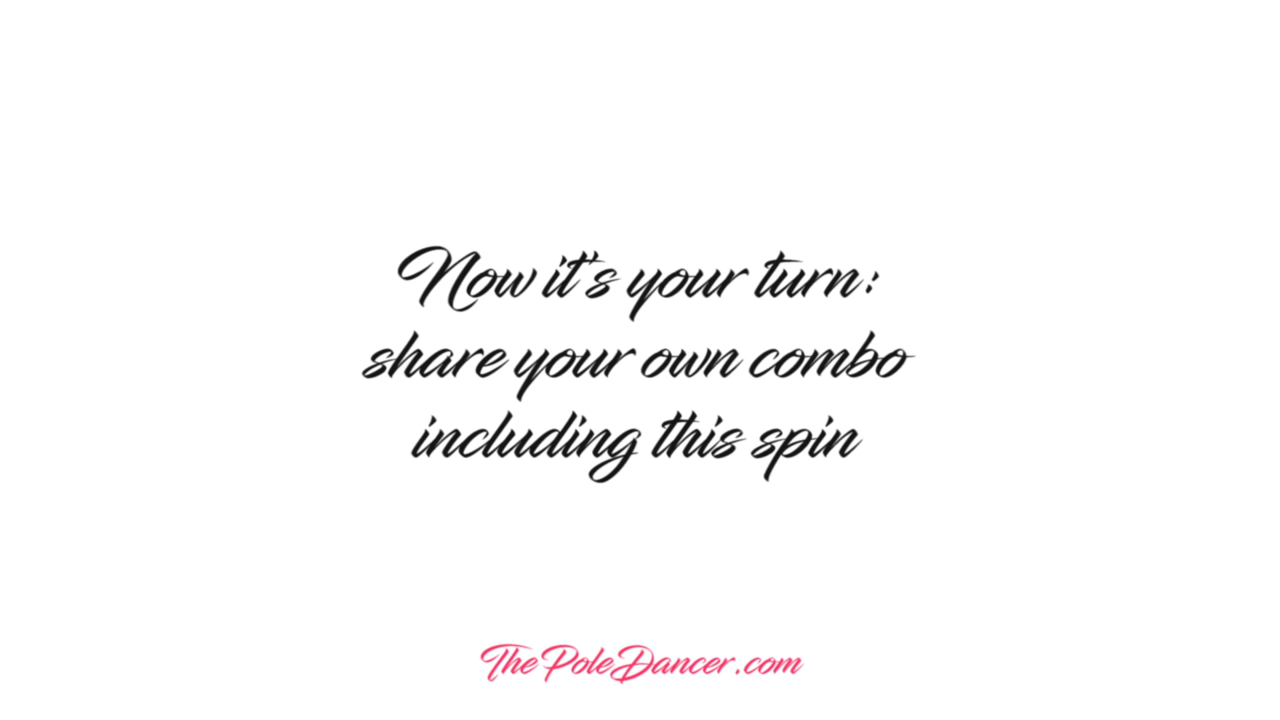 Now it's your turn:
share your own combo
including this spin
ThePoleDancer.com